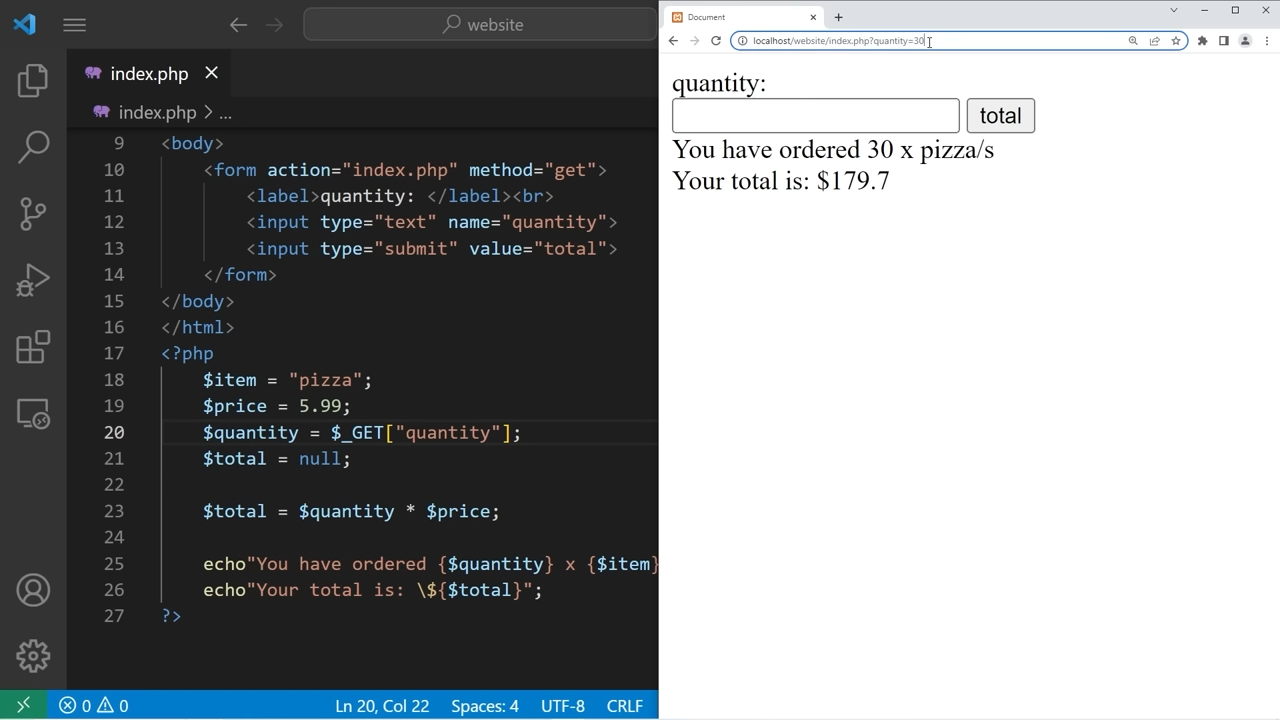 website
index.php
index.php > ...
9 <body>
10 <form action="index.php" method="get">
11 <label>quantity: </label><br>
12 <input type="text" name="quantity">
13 <input type="submit" value="total">
14 </form>
15 </body>
16 </html>
17 <?php
18 $item = "pizza";
19 $price = 5.99;
20 $quantity = $_GET["quantity"];
21 $total = null;
22
23 $total = $quantity * $price;
24
25 echo"You have ordered {$quantity} x {$item}
26 echo"Your total is: \${$total}";
27 ?>
0 0 Ln 20, Col 22 Spaces: 4 UTF-8 CRLF
Document
localhost/website/index.php?quantity=30
quantity:
total
You have ordered 30 x pizza/s
Your total is: $179.7